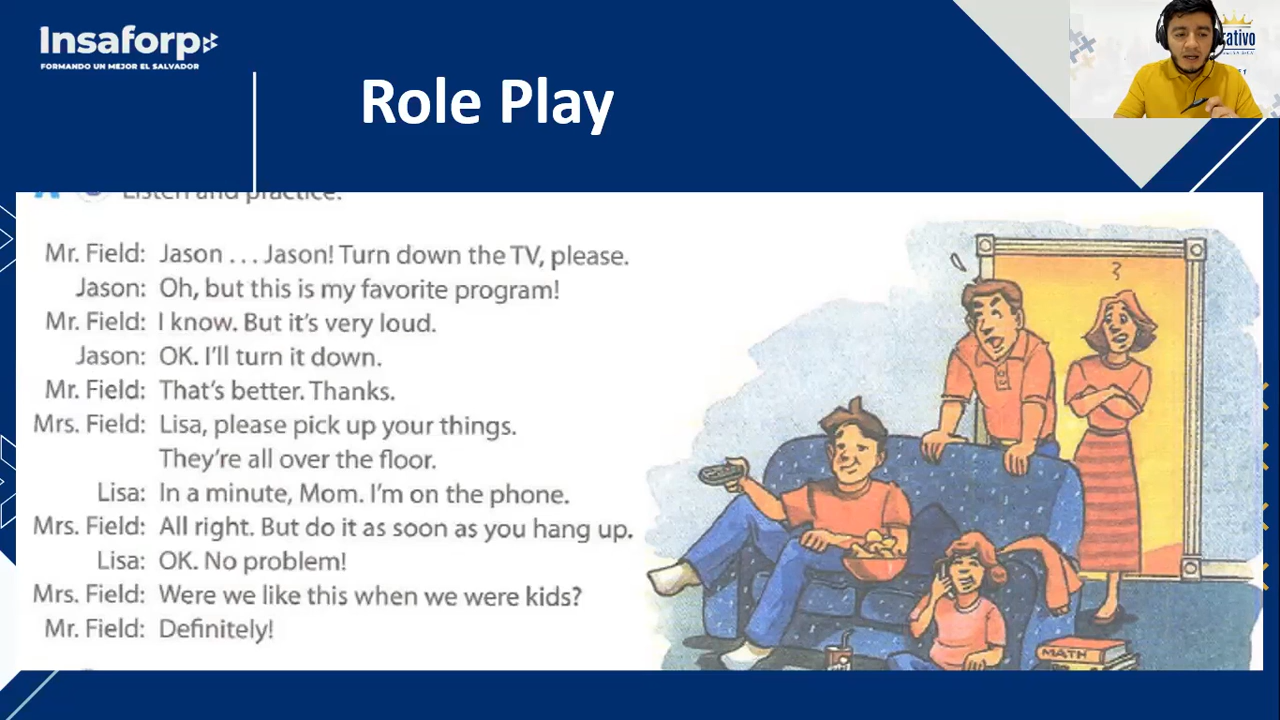 Insaforp
FORMANDO UN MEJOR EL SALVADOR
Role Play
Listen and practice.
Mr. Field: Jason . . . Jason! Turn down the TV, please.
Jason: Oh, but this is my favorite program!
Mr. Field: I know. But it's very loud.
Jason: OK. I'll turn it down.
Mr. Field: That's better. Thanks.
Mrs. Field: Lisa, please pick up your things.
They're all over the floor.
Lisa: In a minute, Mom. I'm on the phone.
Mrs. Field: All right. But do it as soon as you hang up.
Lisa: OK. No problem!
Mrs. Field: Were we like this when we were kids?
Mr. Field: Definitely!
MATH